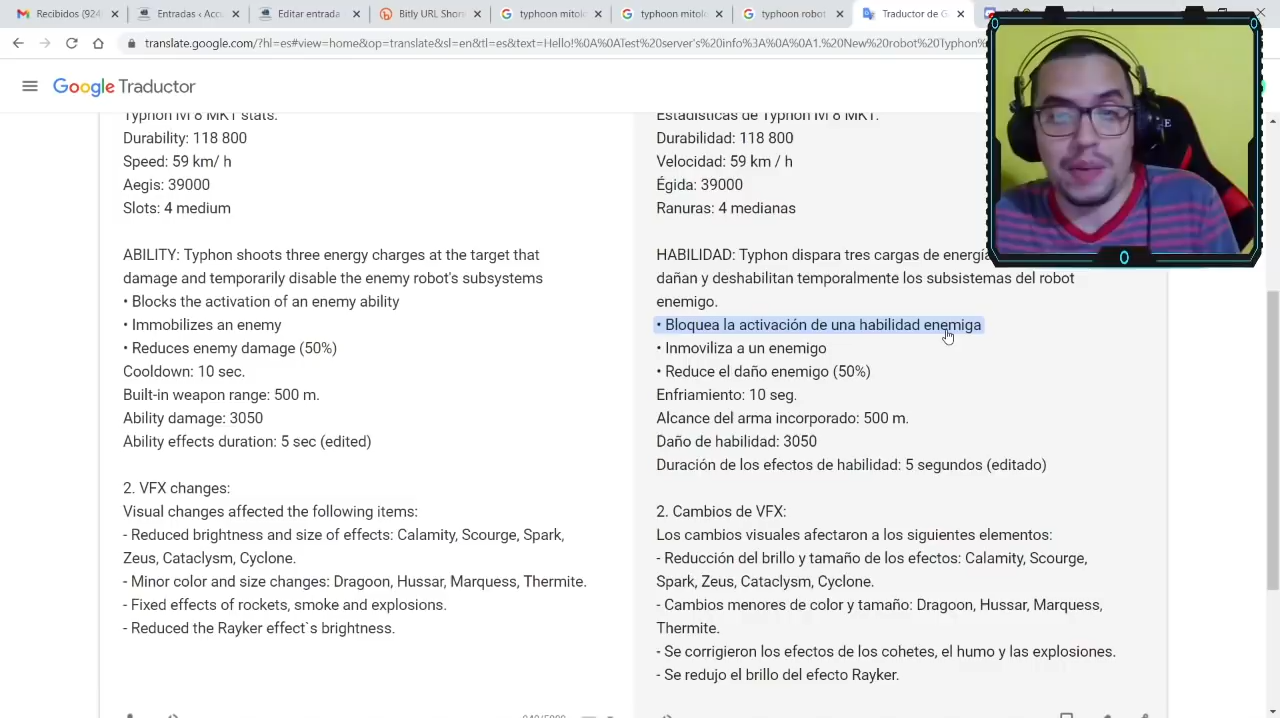 Recibidos (924
Bitly URL Short
Typhoon mitolo
typhoon mitolo
Recibidos (9
Traductor de G
translate.google.com/?hl=es#view=home&op=translate&sl=en&tl=es&text=Hello!%0A%0ATest%20server's%20info%3A%0A%0A1.%20New%20robot%20Typhon%
Google Traductor
Typhon lvl 8 MK1 stats:
Durability: 118 800
Speed: 59 km/ h
Aegis: 39000
Slots: 4 medium
ABILITY: Typhon shoots three energy charges at the target that
damage and temporarily disable the enemy robot's subsystems
• Blocks the activation of an enemy ability
• Immobilizes an enemy
• Reduces enemy damage (50%)
Cooldown: 10 sec.
Built-in weapon range: 500 m.
Ability damage: 3050
Ability effects duration: 5 sec (edited)
2. VFX changes:
Visual changes affected the following items:
- Reduced brightness and size of effects: Calamity, Scourge, Spark,
Zeus, Cataclysm, Cyclone.
- Minor color and size changes: Dragoon, Hussar, Marquess, Thermite.
- Fixed effects of rockets, smoke and explosions.
- Reduced the Rayker effect`s brightness.
Estadísticas de Typhon lvl 8 MK1:
Durabilidad: 118 800
Velocidad: 59 km / h
Égida: 39000
Ranuras: 4 medianas
HABILIDAD: Typhon dispara tres cargas de energía
dañan y deshabilitan temporalmente los subsistemas del robot
enemigo.
• Bloquea la activación de una habilidad enemiga
• Inmoviliza a un enemigo
• Reduce el daño enemigo (50%)
Enfriamiento: 10 seg.
Alcance del arma incorporado: 500 m.
Daño de habilidad: 3050
Duración de los efectos de habilidad: 5 segundos (editado)
2. Cambios de VFX:
Los cambios visuales afectaron a los siguientes elementos:
- Reducción del brillo y tamaño de los efectos: Calamity, Scourge,
Spark, Zeus, Cataclysm, Cyclone.
- Cambios menores de color y tamaño: Dragoon, Hussar, Marquess,
Thermite.
- Se corrigieron los efectos de los cohetes, el humo y las explosiones.
- Se redujo el brillo del efecto Rayker.